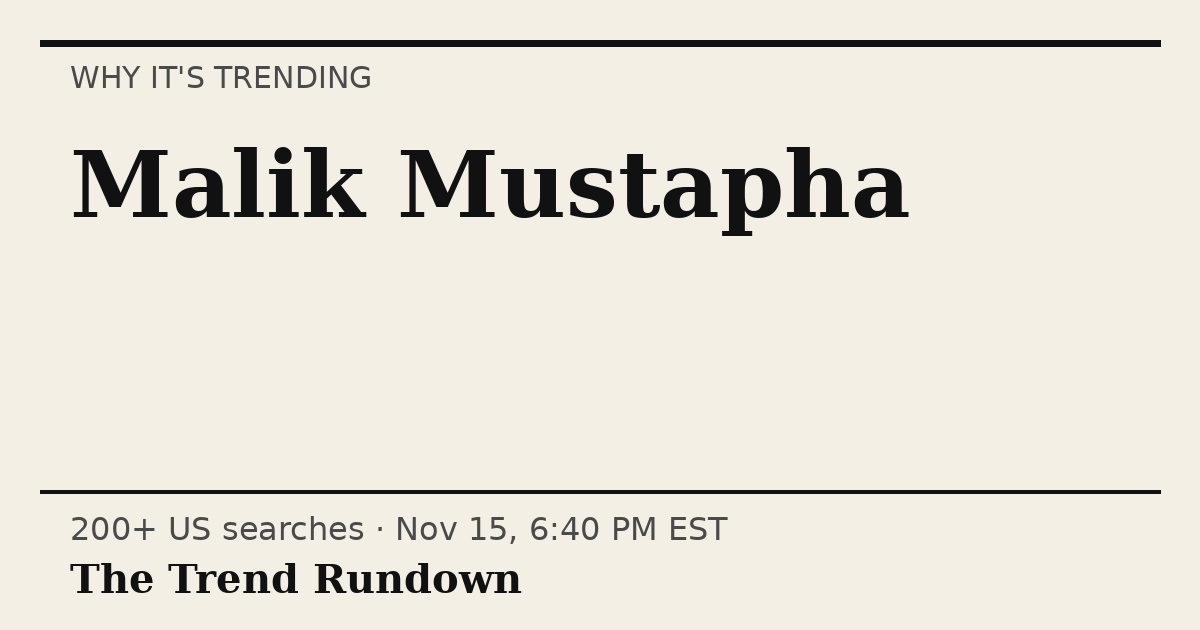 WHY IT'S TRENDING
Malik Mustapha
200+ US searches · Nov 15, 6:40 PM EST
The Trend Rundown